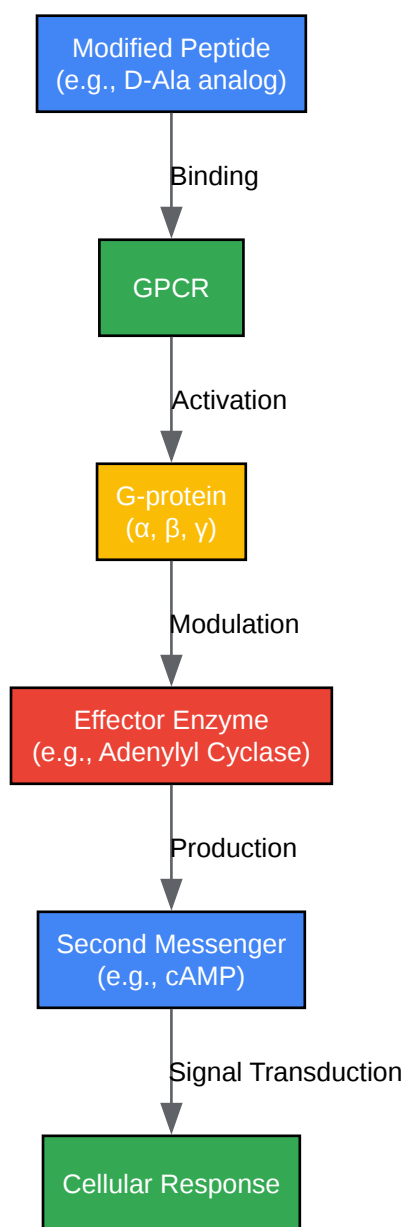 Modified Peptide
(e.g., D-Ala analog)
Binding
GPCR
Activation
G-protein
(α, β, γ)
Modulation
Effector Enzyme
(e.g., Adenylyl Cyclase)
Production
Second Messenger
(e.g., cAMP)
Signal Transduction
Cellular Response